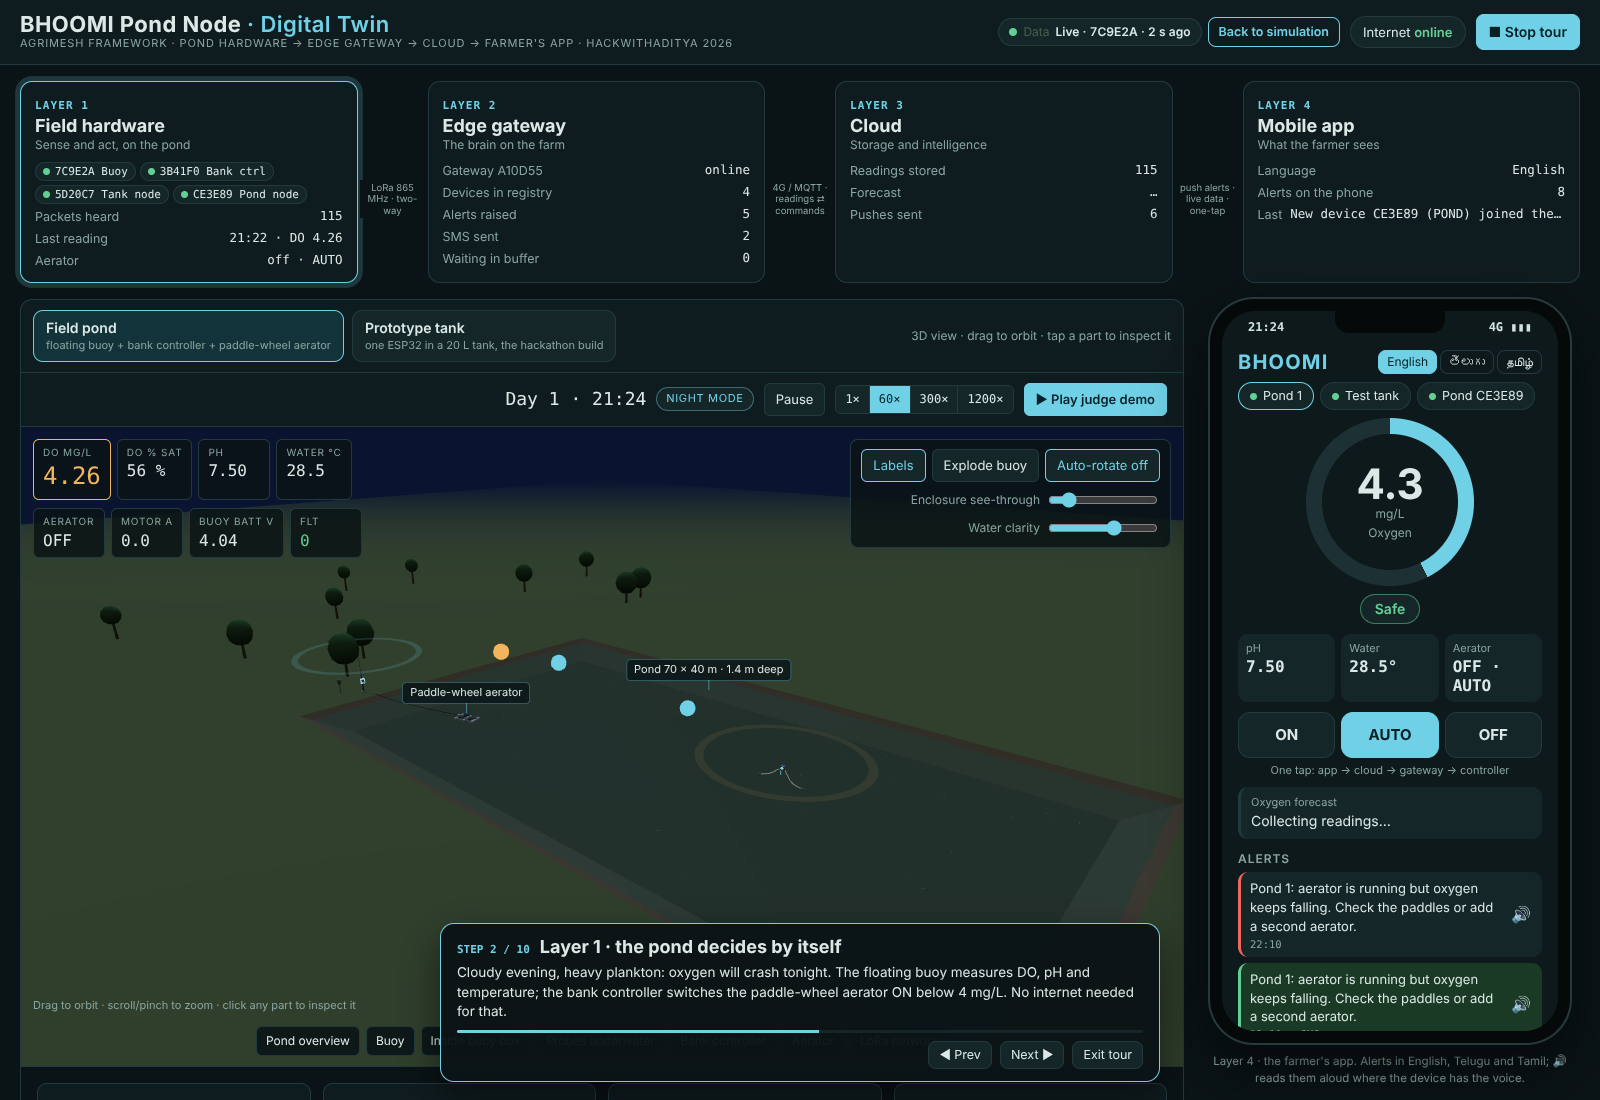 BHOOMI Pond Node · Digital Twin
AGRIMESH FRAMEWORK · POND HARDWARE → EDGE GATEWAY → CLOUD → FARMER'S APP · HACKWITHADITYA 2026
Data Live · 7C9E2A · 2 s ago
Back to simulation
Internet online
■ Stop tour
LAYER 1
Field hardware
Sense and act, on the pond
7C9E2A Buoy
3B41F0 Bank ctrl
5D20C7 Tank node
CE3E89 Pond node
Packets heard 115
Last reading 21:22 · DO 4.26
Aerator off · AUTO
LoRa 865
MHz · two-
way
LAYER 2
Edge gateway
The brain on the farm
Gateway A10D55 online
Devices in registry 4
Alerts raised 5
SMS sent 2
Waiting in buffer 0
4G / MQTT ·
readings ⇄
commands
LAYER 3
Cloud
Storage and intelligence
Readings stored 115
Forecast …
Pushes sent 6
push alerts ·
live data ·
one-tap
LAYER 4
Mobile app
What the farmer sees
Language English
Alerts on the phone 8
Last New device CE3E89 (POND) joined the…
Field pond
floating buoy + bank controller + paddle-wheel aerator
Prototype tank
one ESP32 in a 20 L tank, the hackathon build
3D view · drag to orbit · tap a part to inspect it
Day 1 · 21:24
NIGHT MODE
Pause
1×
60×
300×
1200×
▶ Play judge demo
DO MG/L
4.26
DO % SAT
56 %
PH
7.50
WATER °C
28.5
AERATOR
OFF
MOTOR A
0.0
BUOY BATT V
4.04
FLT
0
Labels
Explode buoy
Auto-rotate off
Enclosure see-through
Water clarity
Pond 70 × 40 m · 1.4 m deep
Paddle-wheel aerator
Drag to orbit · scroll/pinch to zoom · click any part to inspect it
Pond overview
Buoy
Inside buoy box
Probes underwater
Bank controller
Aerator
LoRa network
STEP 2 / 10 Layer 1 · the pond decides by itself
Cloudy evening, heavy plankton: oxygen will crash tonight. The floating buoy measures DO, pH and
temperature; the bank controller switches the paddle-wheel aerator ON below 4 mg/L. No internet needed
for that.
◀ Prev
Next ▶
Exit tour
21:24
4G
BHOOMI
English
తెలుగు
தமிழ்
Pond 1
Test tank
Pond CE3E89
4.3
mg/L
Oxygen
Safe
pH
7.50
Water
28.5°
Aerator
OFF ·
AUTO
ON
AUTO
OFF
One tap: app → cloud → gateway → controller
Oxygen forecast
Collecting readings…
ALERTS
Pond 1: aerator is running but oxygen
keeps falling. Check the paddles or add
a second aerator.
22:10
Pond 1: aerator is running but oxygen
keeps falling. Check the paddles or add
a second aerator.
Layer 4 · the farmer's app. Alerts in English, Telugu and Tamil; 🔊
reads them aloud where the device has the voice.